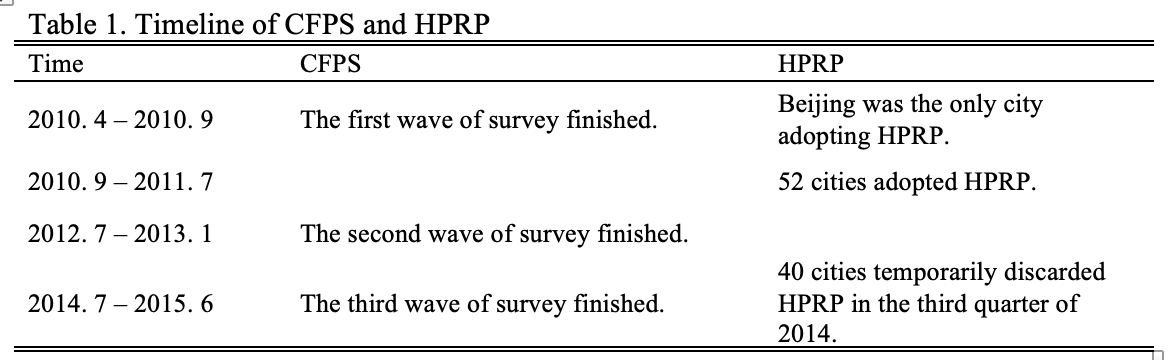 Table 1. Timeline of CFPS and HPRP
Time CFPS HPRP
2010. 4 – 2010. 9 The first wave of survey finished. Beijing was the only city
adopting HPRP.
2010. 9 – 2011. 7 52 cities adopted HPRP.
2012. 7 – 2013. 1 The second wave of survey finished.
2014. 7 – 2015. 6 The third wave of survey finished. 40 cities temporarily discarded
HPRP in the third quarter of
2014.